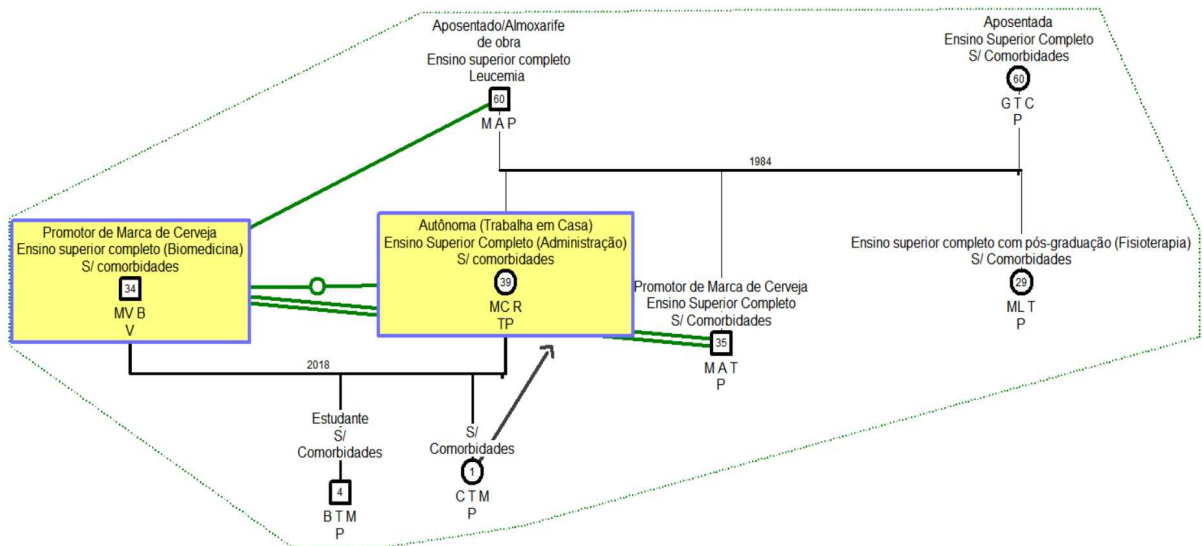 Aposentado/Almoxarife
de obra
Ensino superior completo
Leucemia
60
M A P
Aposentada
Ensino Superior Completo
S/ Comorbidades
60
G T C
P
1984
Promotor de Marca de Cerveja
Ensino superior completo (Biomedicina)
S/ comorbidades
34
MV B
V
Autônoma (Trabalha em Casa)
Ensino Superior Completo (Administração)
S/ comorbidades
39
MC R
TP
Promotor de Marca de Cerveja
Ensino Superior Completo
S/ Comorbidades
35
M A T
P
Ensino superior completo com pós-graduação (Fisioterapia)
S/ Comorbidades
29
ML T
P
2018
Estudante
S/
Comorbidades
4
B T M
P
S/
Comorbidades
1
C T M
P